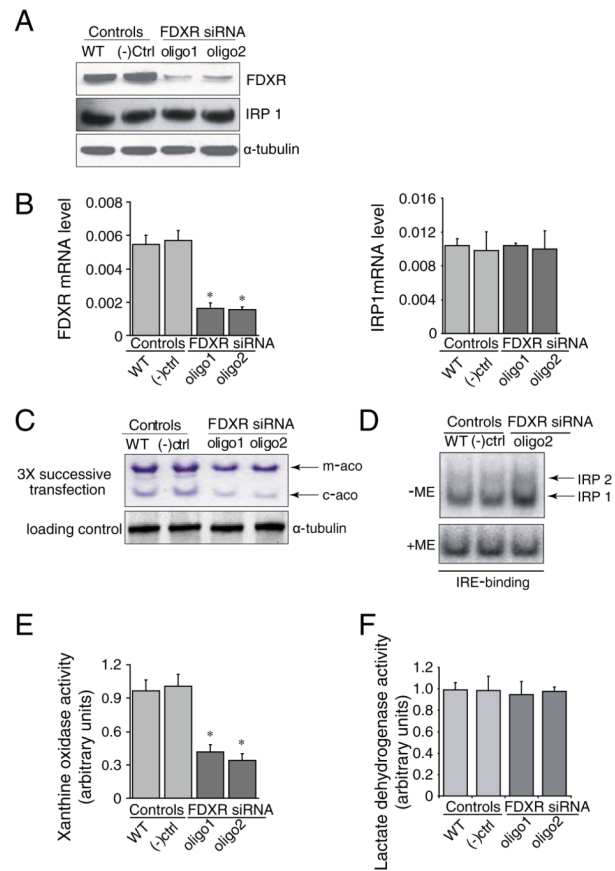 A
Controls FDXR siRNA
WT (-)Ctrl oligo1 oligo2
FDXR
IRP 1
α-tubulin
B
FDXR mRNA level
0.008
0.006
0.004
0.002
0
Controls FDXR siRNA
WT (-)ctrl oligo1 oligo2
* *
IRP1mRNA level
0.016
0.012
0.008
0.004
0
Controls FDXR siRNA
WT (-)ctrl oligo1 oligo2
C
Controls FDXR siRNA
WT (-)ctrl oligo1 oligo2
3X successive
transfection
m-aco
c-aco
loading control
α-tubulin
D
Controls FDXR siRNA
WT (-)ctrl oligo2
-ME
IRP 2
IRP 1
+ME
IRE-binding
E
Xanthine oxidase activity
(arbitrary units)
1.2
0.9
0.6
0.3
0
* *
Controls FDXR siRNA
WT (-)ctrl oligo1 oligo2
F
Lactate dehydrogenase activity
(arbitrary units)
1.2
1.0
0.8
0.6
0.4
0.2
0
Controls FDXR siRNA
WT (-)ctrl oligo1 oligo2